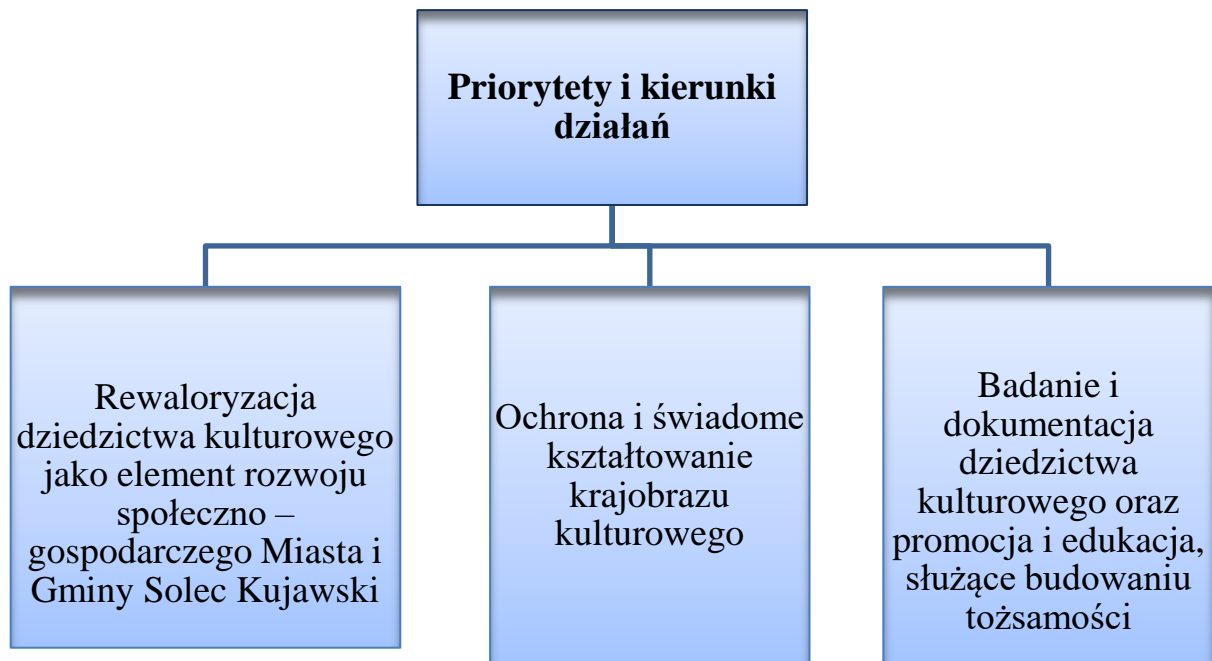 Priorytety i kierunki
działań
Rewaloryzacja
dziedzictwa kulturowego
jako element rozwoju
społeczno –
gospodarczego Miasta i
Gminy Solec Kujawski
Ochrona i świadome
kształtowanie
krajobrazu
kulturowego
Badanie i
dokumentacja
dziedzictwa
kulturowego oraz
promocja i edukacja,
służące budowaniu
tożsamości